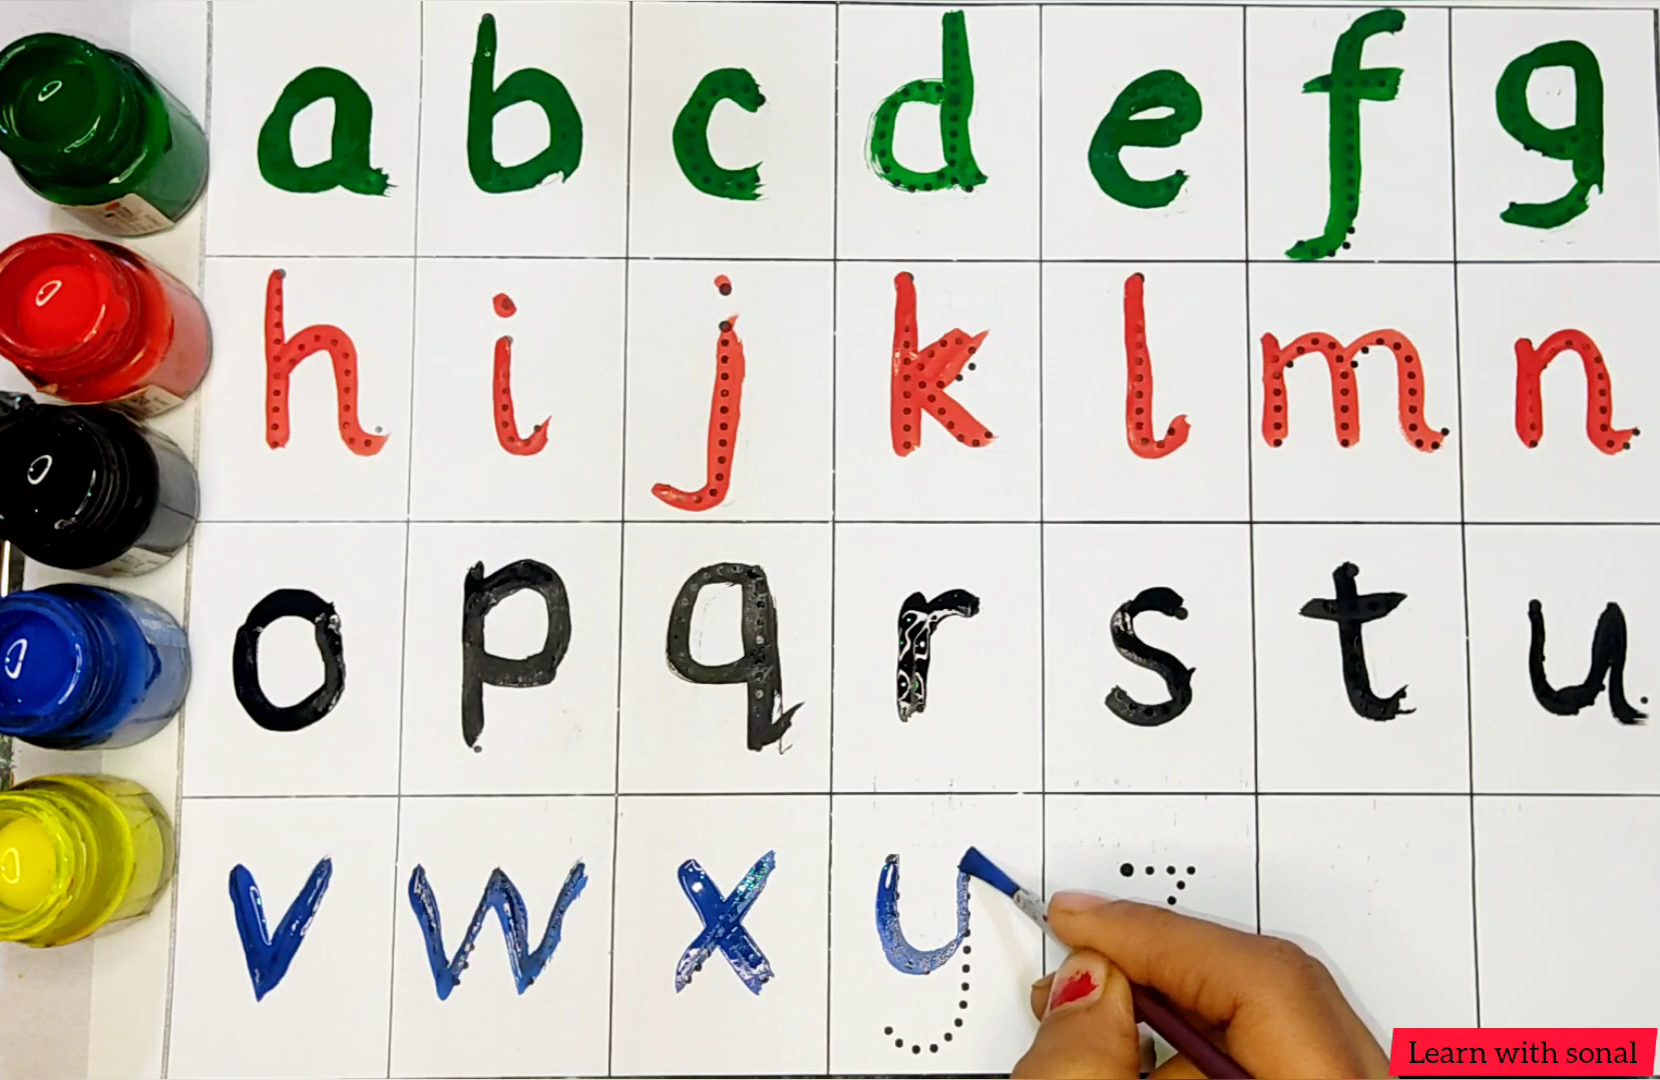 a b c d e f g
h i j k l m n
o p q r s t u
v w x y z
Learn with sonal